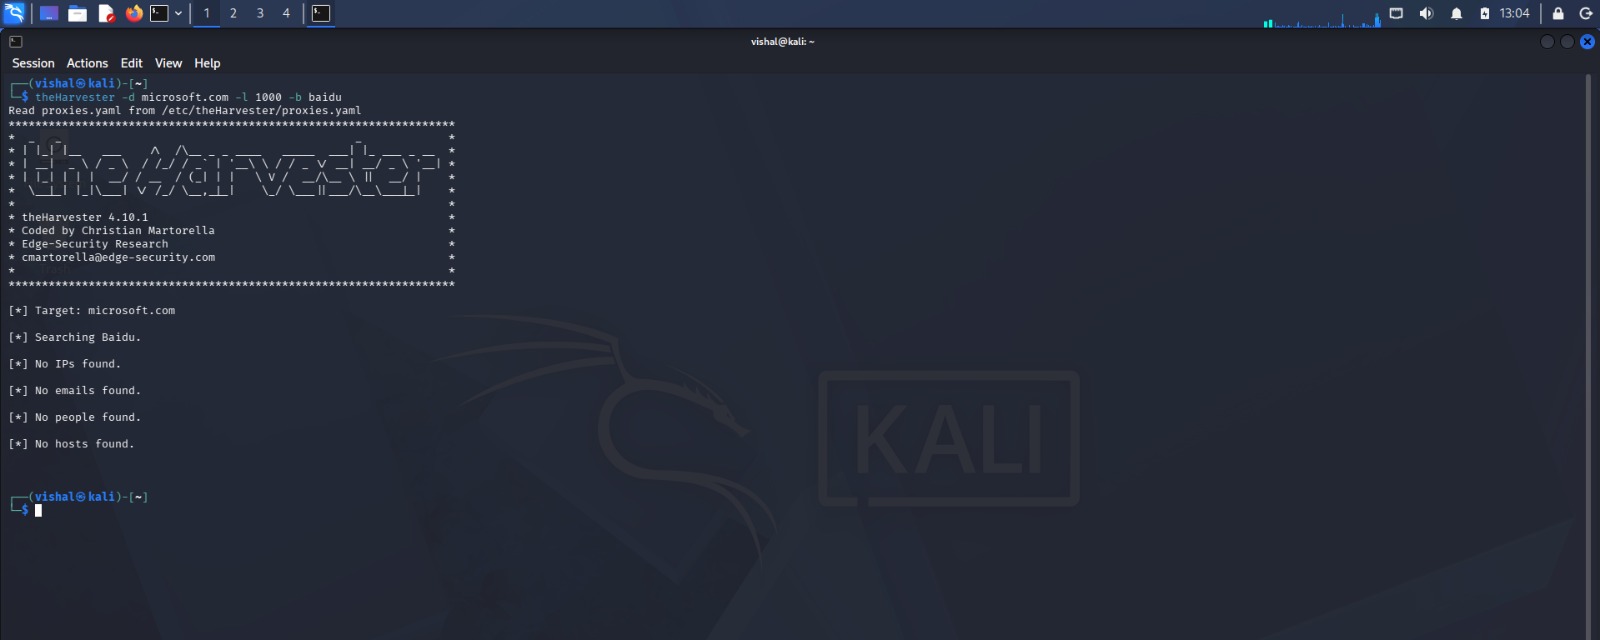 1 2 3 4 13:04
vishal@kali: ~
Session Actions Edit View Help
┌──(vishal㉿kali)-[~]
└─$ theHarvester -d microsoft.com -l 1000 -b baidu
Read proxies.yaml from /etc/theHarvester/proxies.yaml
*******************************************************************
theHarvester
* theHarvester 4.10.1 *
* Coded by Christian Martorella *
* Edge-Security Research *
* cmartorella@edge-security.com *
* *
*******************************************************************
[*] Target: microsoft.com
[*] Searching Baidu.
[*] No IPs found.
[*] No emails found.
[*] No people found.
[*] No hosts found.
┌──(vishal㉿kali)-[~]
└─$
KALI